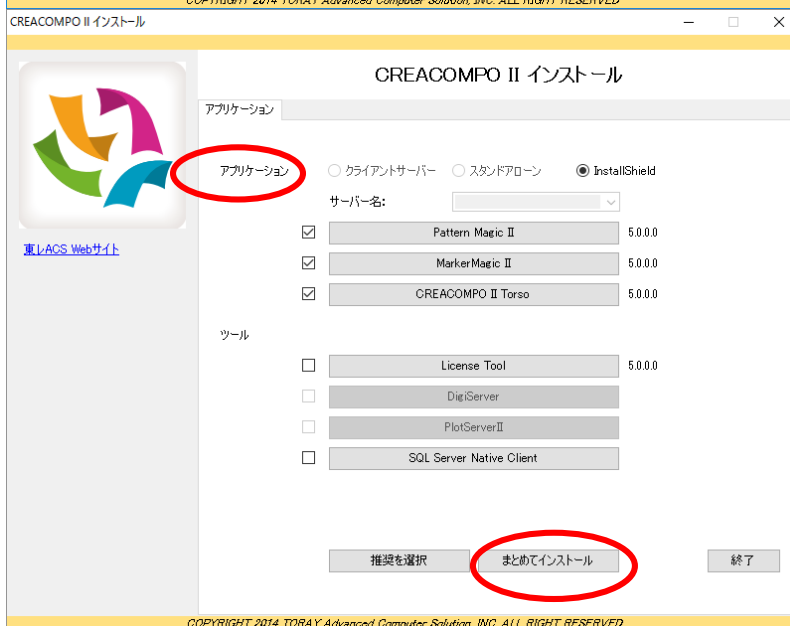 COPYRIGHT 2014 TORAY Advanced Computer Solution, INC. ALL RIGHT RESERVED
CREACOMPO II インストール
CREACOMPO II インストール
アプリケーション
アプリケーション クライアントサーバー スタンドアローン InstallShield
サーバー名:
Pattern Magic II 5.0.0.0
東レACS Webサイト
MarkerMagic II 5.0.0.0
CREACOMPO II Torso 5.0.0.0
ツール
License Tool 5.0.0.0
DigiServer
PlotServerII
SQL Server Native Client
推奨を選択 まとめてインストール 終了
COPYRIGHT 2014 TORAY Advanced Computer Solution, INC. ALL RIGHT RESERVED